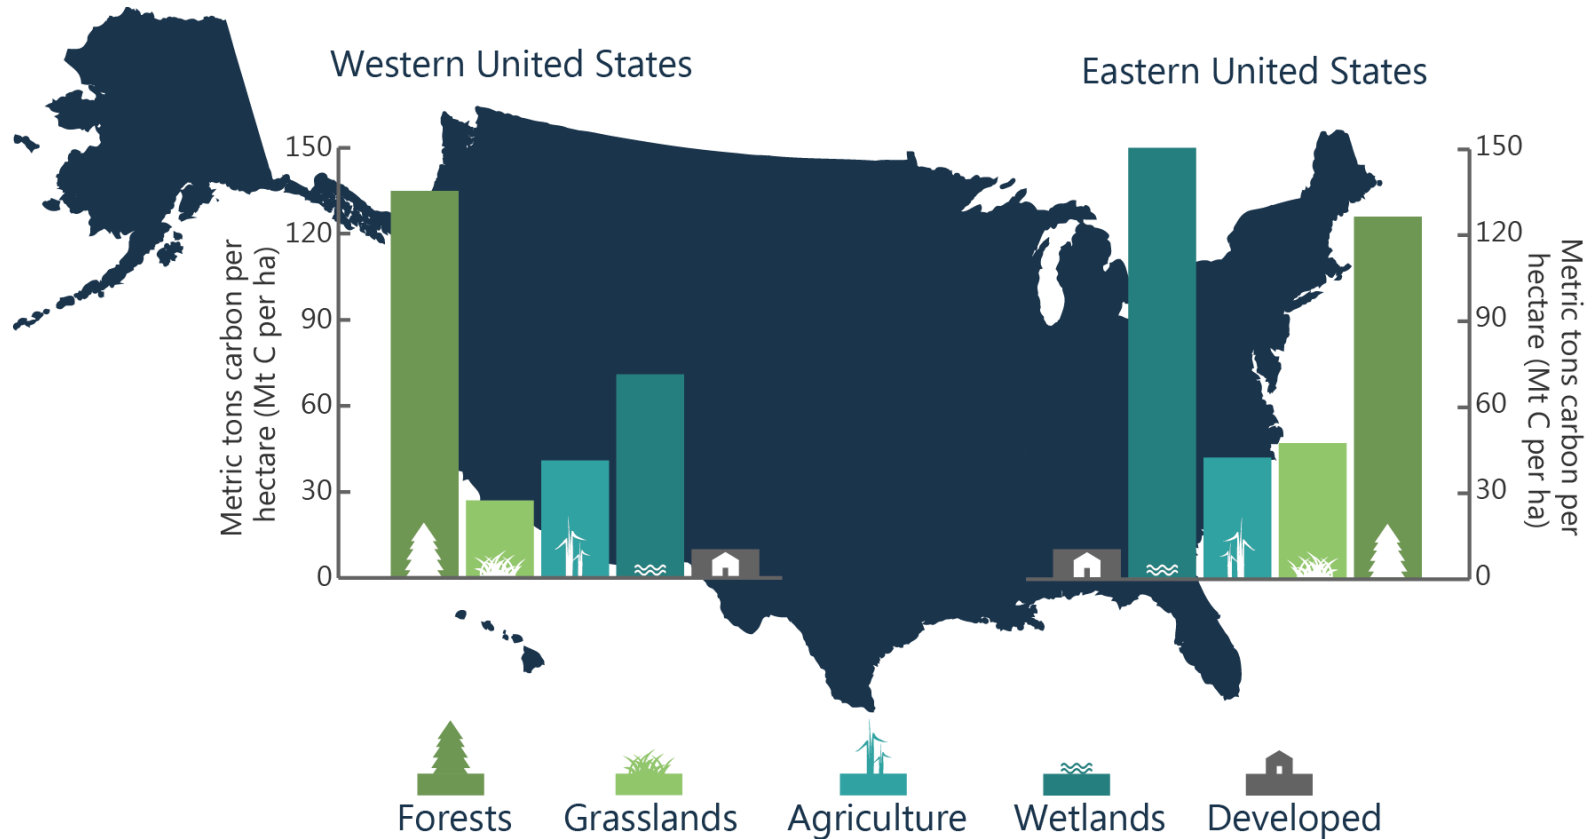 Western United States
Eastern United States
Metric tons carbon per
hectare (Mt C per ha)
150
120
90
60
30
0
150
120
90
60
30
0
Metric tons carbon per
hectare (Mt C per ha)
Forests
Grasslands
Agriculture
Wetlands
Developed